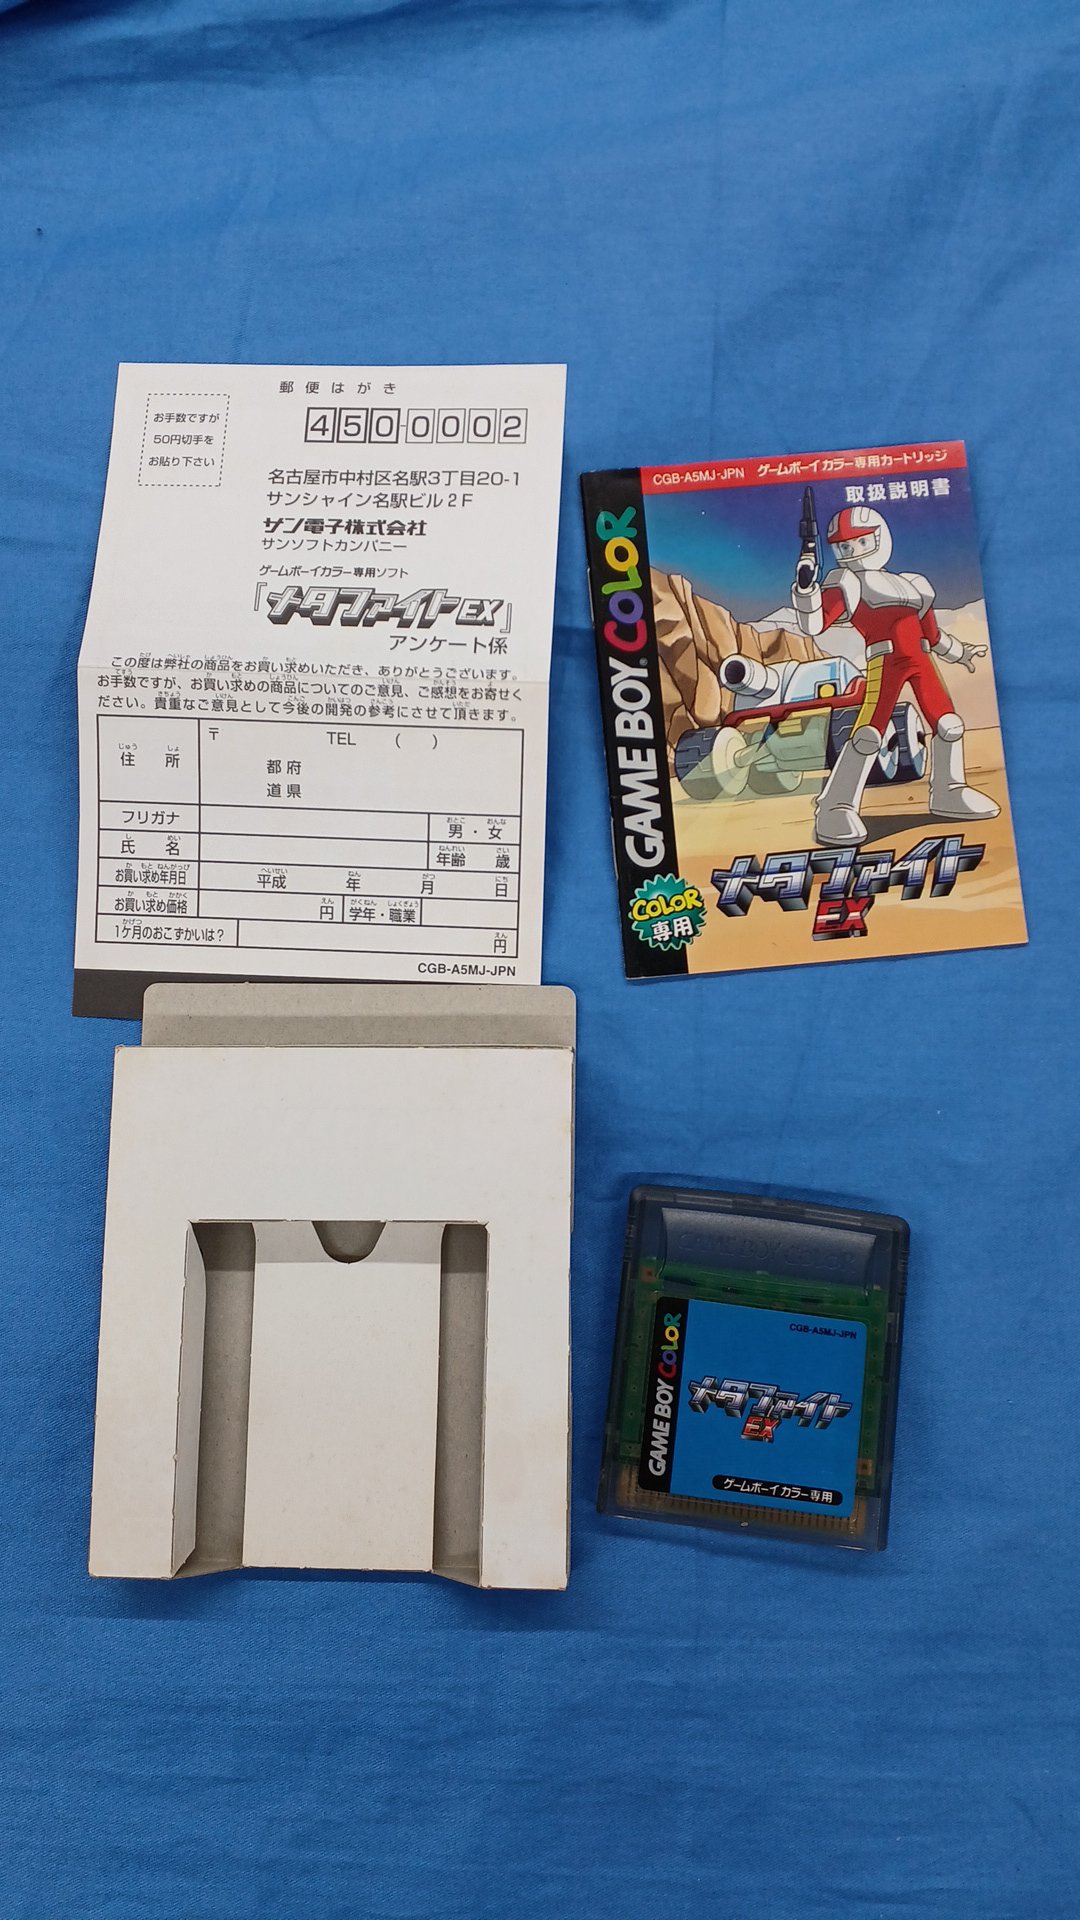 郵便はがき
お手数ですが
50円切手を
お貼り下さい
450-0002
名古屋市中村区名駅3丁目20-1
サンシャイン名駅ビル2F
サン電子株式会社
サンソフトカンパニー
ゲームボーイカラー専用ソフト
『メタファイトEX』
アンケート係
この度は弊社の商品をお買い求めいただき、ありがとうございます。
お手数ですが、お買い求めの商品についてのご意見、ご感想をお寄せく
ださい。貴重なご意見として今後の開発の参考にさせて頂きます。
住所 〒 TEL ( )
都府
道県
フリガナ 男・女
氏名 年齢 歳
お買い求め年月日 平成 年 月 日
お買い求め価格 円 学年・職業
1ケ月のおこずかいは? 円
CGB-A5MJ-JPN
CGB-A5MJ-JPN ゲームボーイカラー専用カートリッジ
取扱説明書
GAME BOY COLOR
メタファイト
EX
COLOR
専用
GAME BOY COLOR
CGB-A5MJ-JPN
GAME BOY COLOR
メタファイト
EX
ゲームボーイカラー専用